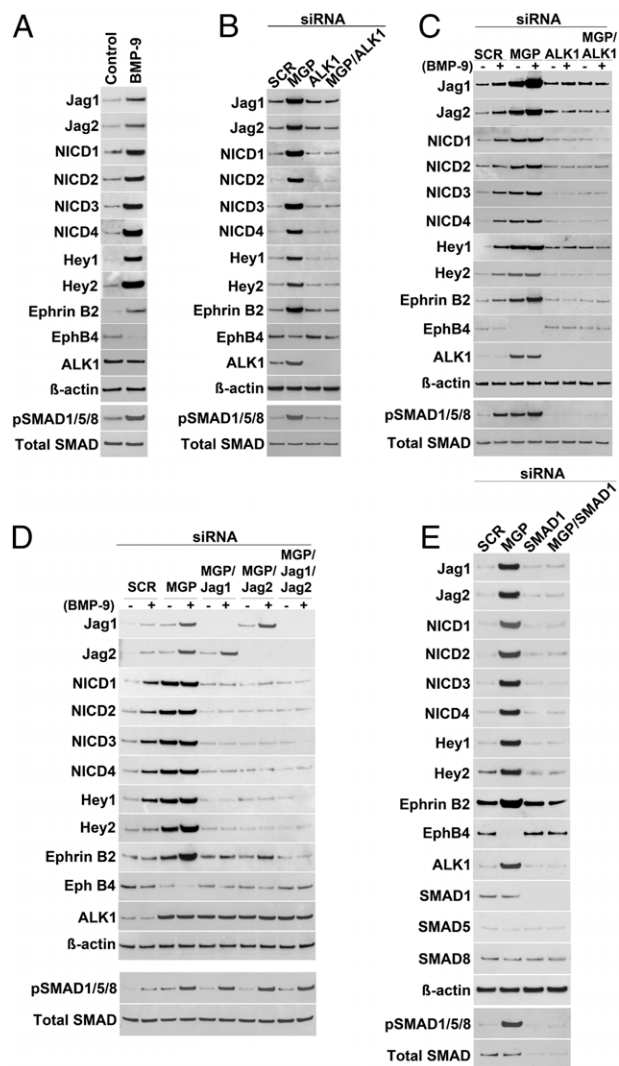 A
Control
BMP-9
Jag1
Jag2
NICD1
NICD2
NICD3
NICD4
Hey1
Hey2
Ephrin B2
EphB4
ALK1
ß-actin
pSMAD1/5/8
Total SMAD
B
siRNA
SCR
MGP
ALK1
MGP/ALK1
Jag1
Jag2
NICD1
NICD2
NICD3
NICD4
Hey1
Hey2
Ephrin B2
EphB4
ALK1
ß-actin
pSMAD1/5/8
Total SMAD
C
siRNA
MGP/
SCR MGP ALK1 ALK1
(BMP-9) - + - + - + - +
Jag1
Jag2
NICD1
NICD2
NICD3
NICD4
Hey1
Hey2
Ephrin B2
EphB4
ALK1
ß-actin
pSMAD1/5/8
Total SMAD
D
siRNA
MGP/
MGP/ MGP/ Jag1/
SCR MGP Jag1 Jag2 Jag2
(BMP-9) - + - + - + - + - +
Jag1
Jag2
NICD1
NICD2
NICD3
NICD4
Hey1
Hey2
Ephrin B2
Eph B4
ALK1
ß-actin
pSMAD1/5/8
Total SMAD
E
siRNA
SCR
MGP
SMAD1
MGP/SMAD1
Jag1
Jag2
NICD1
NICD2
NICD3
NICD4
Hey1
Hey2
Ephrin B2
EphB4
ALK1
SMAD1
SMAD5
SMAD8
ß-actin
pSMAD1/5/8
Total SMAD